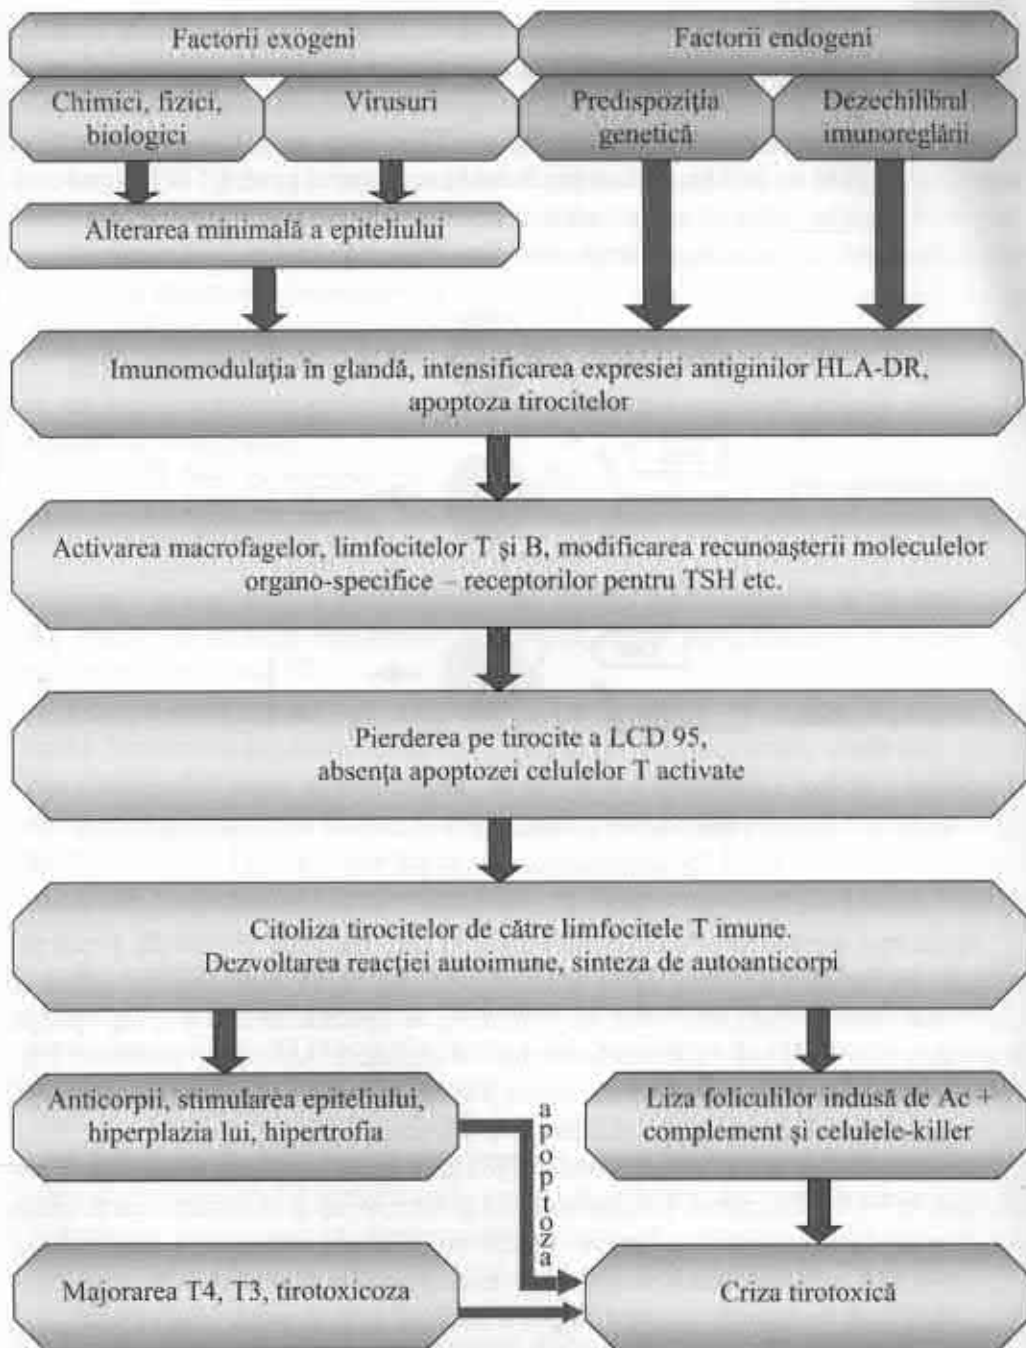 Factorii exogeni
Factorii endogeni
Chimici, fizici,
biologici
Virusuri
Predispoziția
genetică
Dezechilibrul
imunoreglării
Alterarea minimală a epiteliului
Imunomodulația în glandă, intensificarea expresiei antiginilor HLA-DR,
apoptoza tirocitelor
Activarea macrofagelor, limfocitelor T și B, modificarea recunoașterii moleculelor
organo-specifice – receptorilor pentru TSH etc.
Pierderea pe tirocite a LCD 95,
absența apoptozei celulelor T activate
Citoliza tirocitelor de către limfocitele T imune.
Dezvoltarea reacției autoimune, sinteza de autoanticorpi
Anticorpii, stimularea epiteliului,
hiperplazia lui, hipertrofia
apoptoza
Liza foliculilor indusă de Ac +
complement și celulele-killer
Majorarea T4, T3, tirotoxicoza
Criza tirotoxică